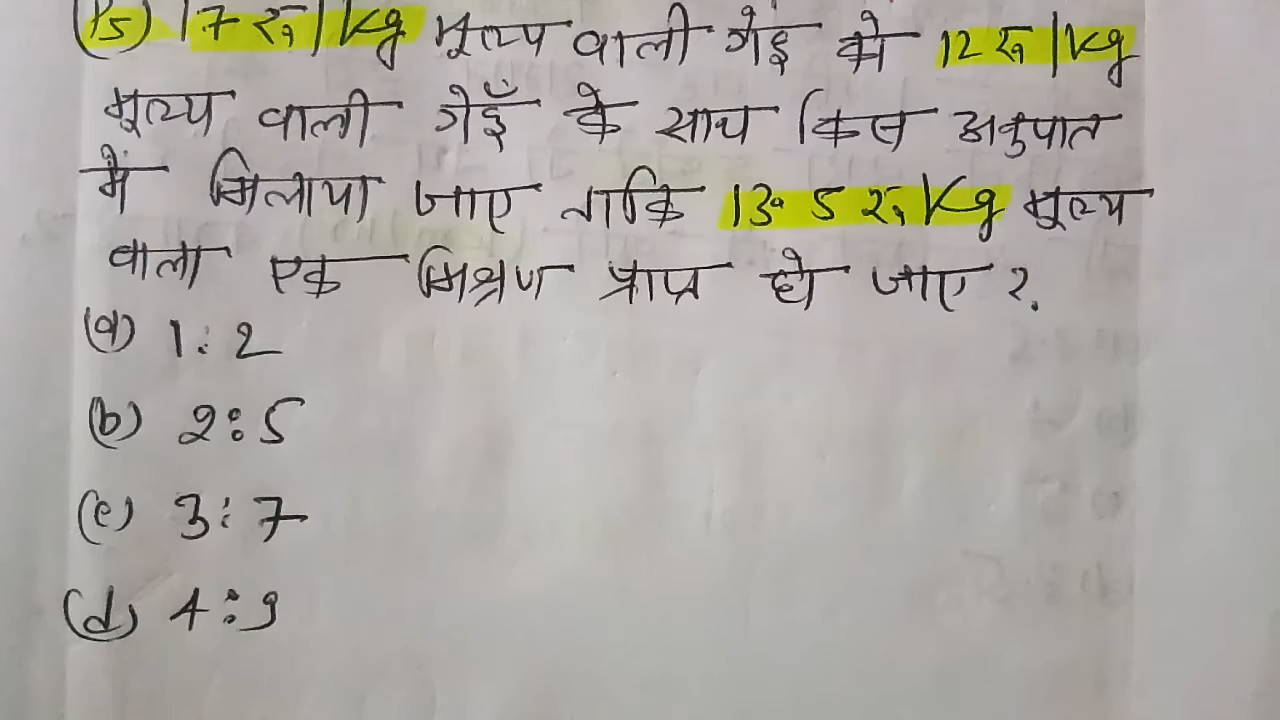 (15) 17 रु./kg मूल्य वाली गेहूँ को 12 रु./kg
मूल्य वाली गेहूँ के साथ किस अनुपात
में मिलाया जाए ताकि 13.5 रु. kg मूल्य
वाला एक मिश्रण प्राप्त हो जाए ?.
(a) 1:2
(b) 2:5
(c) 3:7
(d) 4:9